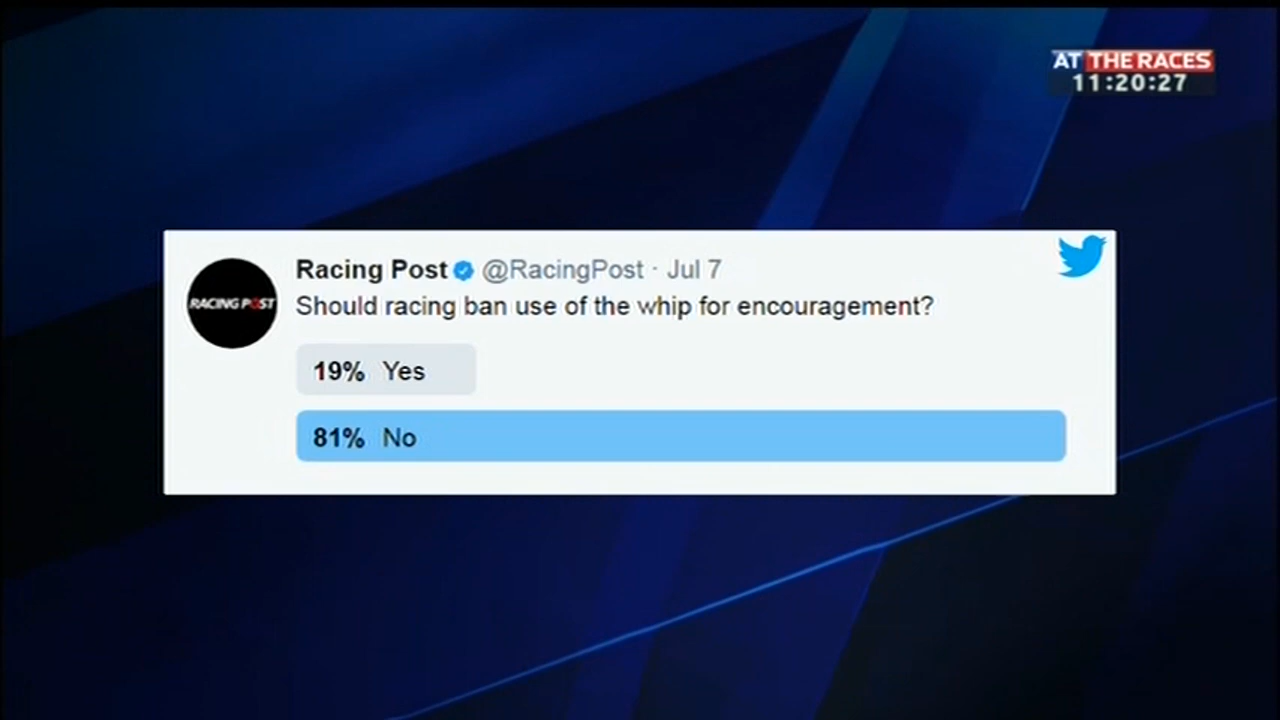 AT THE RACES
11:20:27
Racing Post @RacingPost · Jul 7
RACING POST
Should racing ban use of the whip for encouragement?
19% Yes
81% No